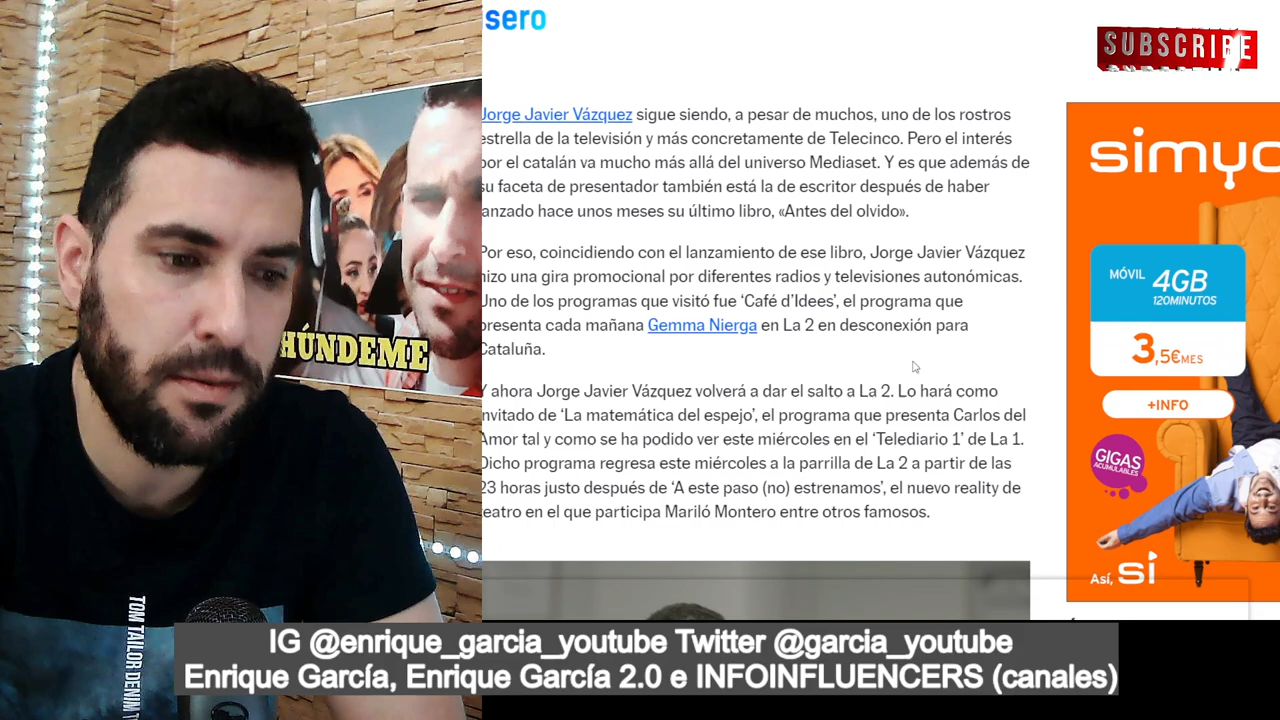 sero
SUBSCRIBE
Jorge Javier Vázquez sigue siendo, a pesar de muchos, uno de los rostros
estrella de la televisión y más concretamente de Telecinco. Pero el interés
por el catalán va mucho más allá del universo Mediaset. Y es que además de
su faceta de presentador también está la de escritor después de haber
lanzado hace unos meses su último libro, «Antes del olvido».
Por eso, coincidiendo con el lanzamiento de ese libro, Jorge Javier Vázquez
hizo una gira promocional por diferentes radios y televisiones autonómicas.
Uno de los programas que visitó fue ‘Café d’Idees’, el programa que
presenta cada mañana Gemma Nierga en La 2 en desconexión para
Cataluña.
Y ahora Jorge Javier Vázquez volverá a dar el salto a La 2. Lo hará como
invitado de ‘La matemática del espejo’, el programa que presenta Carlos del
Amor tal y como se ha podido ver este miércoles en el ‘Telediario 1’ de La 1.
Dicho programa regresa este miércoles a la parrilla de La 2 a partir de las
23 horas justo después de ‘A este paso (no) estrenamos’, el nuevo reality de
teatro en el que participa Mariló Montero entre otros famosos.
simyo
MÓVIL 4GB
120MINUTOS
3,5€MES
+INFO
GIGAS
ACUMULABLES
Así, sí
HÚNDEME
TOM TAILOR DENIM
IG @enrique_garcia_youtube Twitter @garcia_youtube
Enrique García, Enrique García 2.0 e INFOINFLUENCERS (canales)